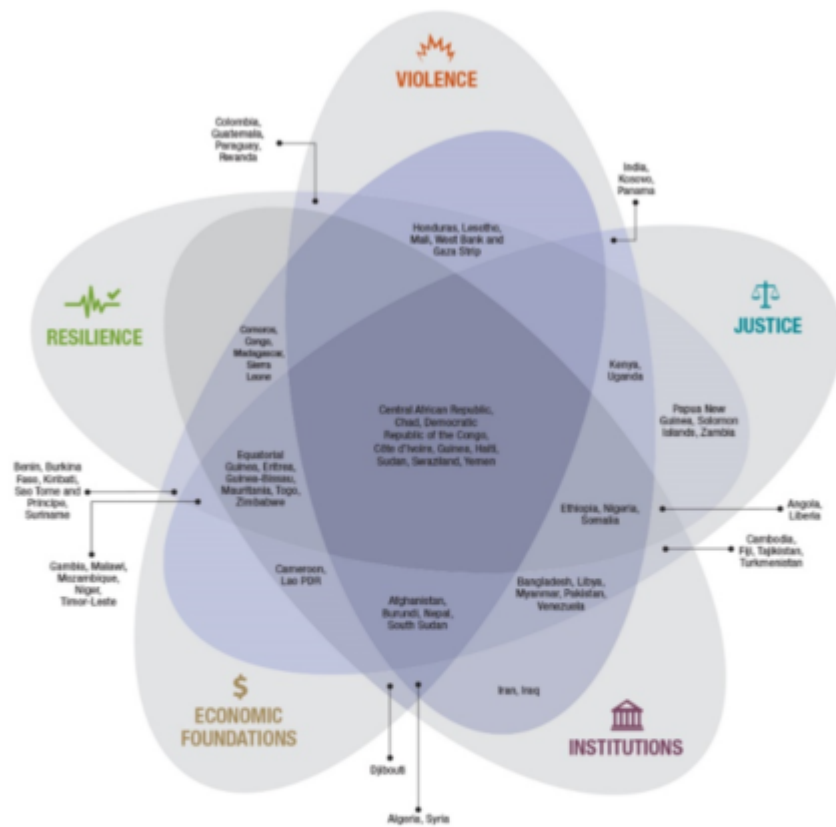 VIOLENCE
Colombia,
Guatemala,
Paraguey,
Rwanda
India,
Kosovo,
Panama
Honduras, Lesotho,
Mali, West Bank and
Gaza Strip
RESILIENCE
JUSTICE
Comoros,
Congo,
Madagascar,
Sierra
Leone
Kenya,
Uganda
Papua New
Guinea, Solomon
Islands, Zambia
Central African Republic,
Chad, Democratic
Republic of the Congo,
Côte d'Ivoire, Guinea, Haiti,
Sudan, Swaziland, Yemen
Equatorial
Guinea, Eritrea,
Guinea-Bissau,
Mauritania, Togo,
Zimbabwe
Benin, Burkina
Faso, Kiribati,
Sao Tome and
Principe,
Suriname
Ethiopia, Nigeria,
Somalia
Angola,
Liberia
Cambodia,
Fiji, Tajikistan,
Turkmenistan
Gambia, Malawi,
Mozambique,
Niger,
Timor-Leste
Cameroon,
Lao PDR
Bangladesh, Libya,
Myanmar, Pakistan,
Venezuela
Afghanistan,
Burundi, Nepal,
South Sudan
$
ECONOMIC
FOUNDATIONS
Iran, Iraq
INSTITUTIONS
Djibouti
Algeria, Syria